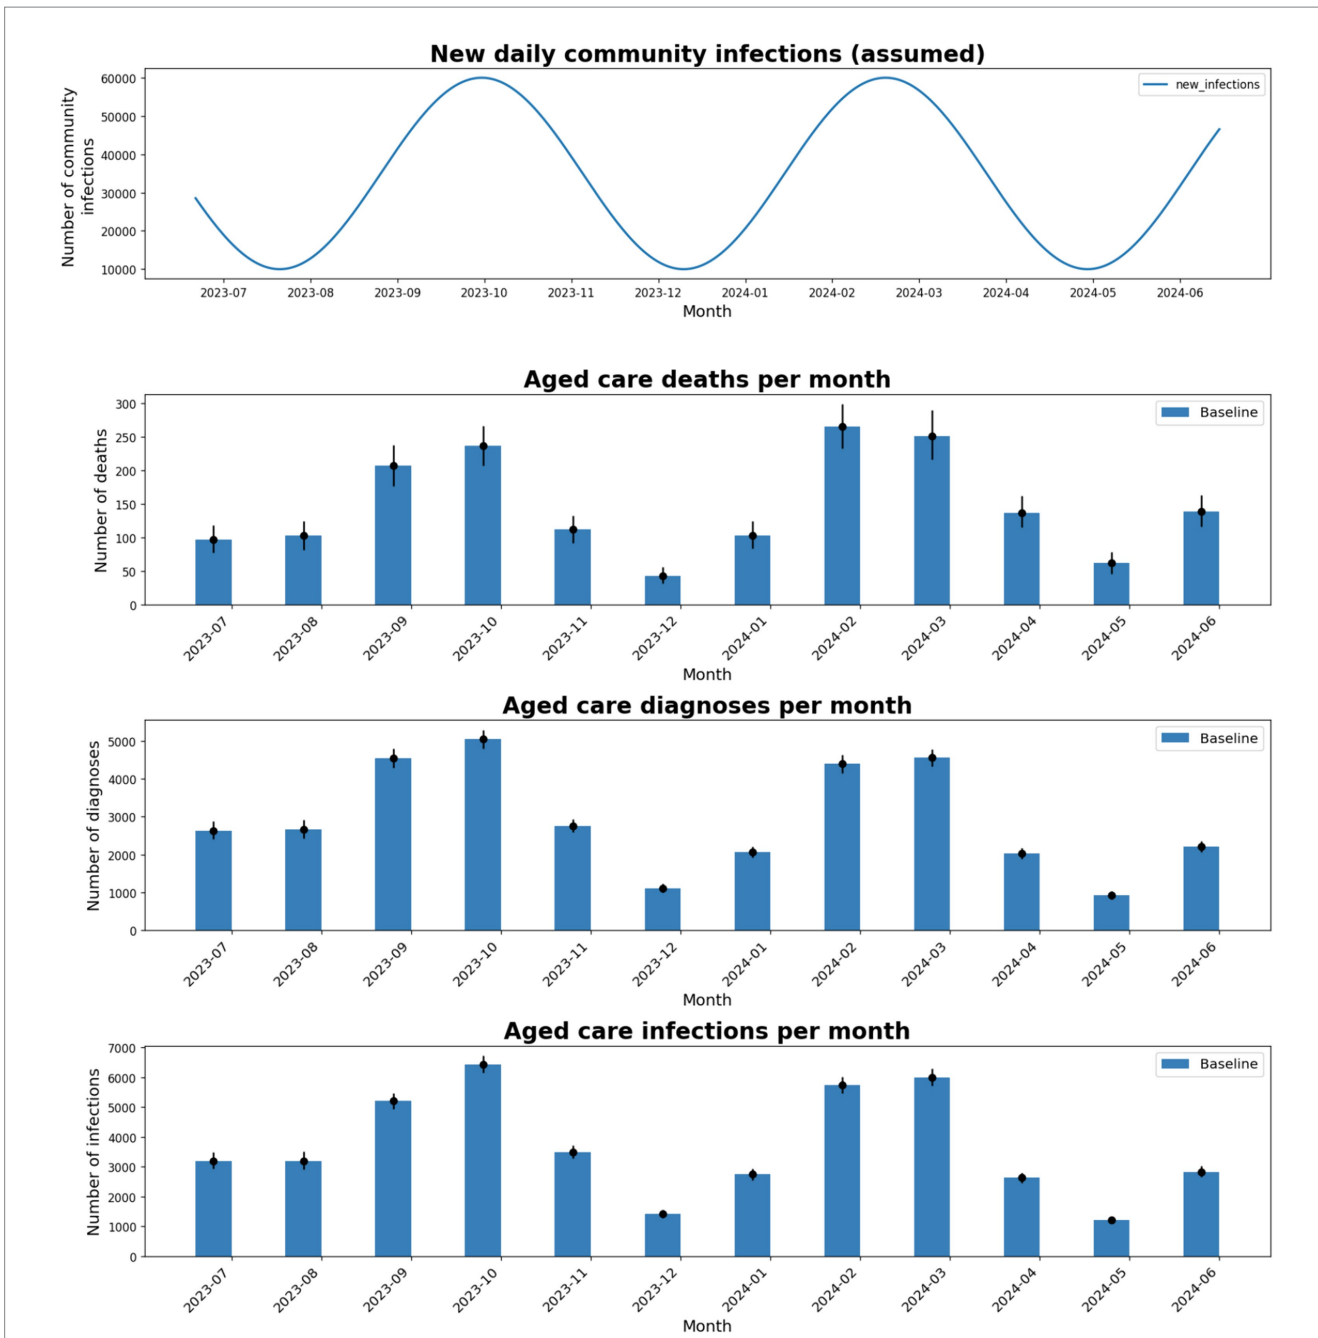 New daily community infections (assumed)
Number of community
infections
60000
50000
40000
30000
20000
10000
new_infections
2023-07 2023-08 2023-09 2023-10 2023-11 2023-12 2024-01 2024-02 2024-03 2024-04 2024-05 2024-06
Month
Aged care deaths per month
Number of deaths
300
250
200
150
100
50
0
Baseline
2023-07 2023-08 2023-09 2023-10 2023-11 2023-12 2024-01 2024-02 2024-03 2024-04 2024-05 2024-06
Month
Aged care diagnoses per month
Number of diagnoses
5000
4000
3000
2000
1000
0
Baseline
2023-07 2023-08 2023-09 2023-10 2023-11 2023-12 2024-01 2024-02 2024-03 2024-04 2024-05 2024-06
Month
Aged care infections per month
Number of infections
7000
6000
5000
4000
3000
2000
1000
0
Baseline
2023-07 2023-08 2023-09 2023-10 2023-11 2023-12 2024-01 2024-02 2024-03 2024-04 2024-05 2024-06
Month